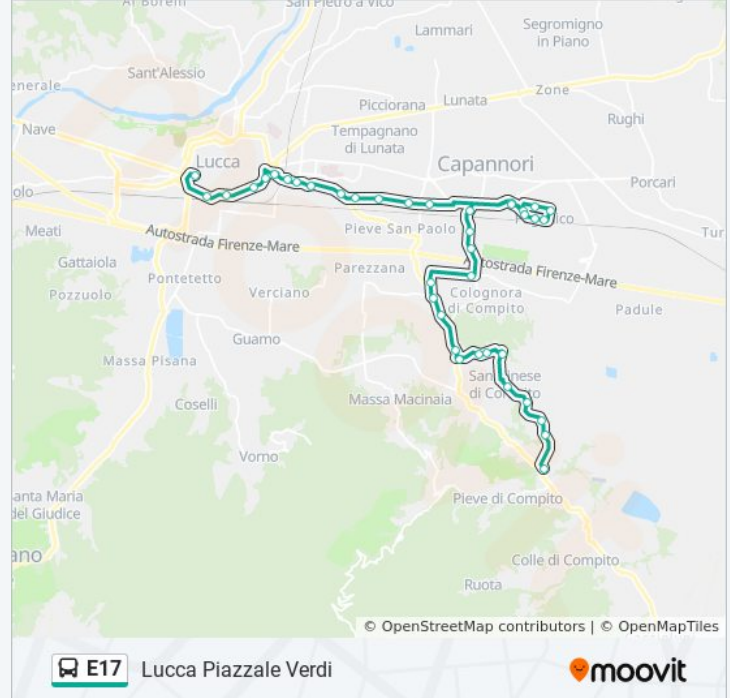 Al Boreni
San Pietro a Vico
Lammari
Segromigno
in Piano
Sant'Alessio
enerale
Zone
Picciorana
Lunata
Rughi
Nave
Tempagnano
di Lunata
Lucca
Capannori
Porcari
olo
Meati
Pieve San Paolo
Tur
Autostrada Firenze-Mare
Gattaiola
Parezzana
Autostrada Firenze-Mare
Pontetetto
Pozzuolo
Verciano
Colognora
di Compito
Padule
Guamo
Massa Pisana
Massa Macinaia
Coselli
Vorno
anta Maria
del Giudice
Pieve di Compito
ano
Colle di Compito
Ruota
© OpenStreetMap contributors | © OpenMapTiles
E17 Lucca Piazzale Verdi
moovit